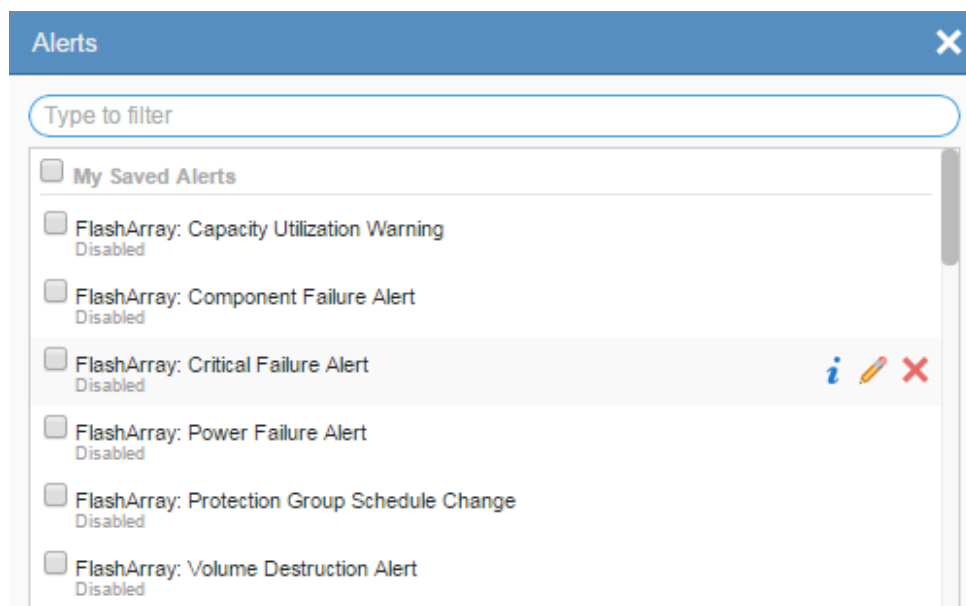 Alerts
Type to filter
My Saved Alerts
FlashArray: Capacity Utilization Warning
Disabled
FlashArray: Component Failure Alert
Disabled
FlashArray: Critical Failure Alert
Disabled
FlashArray: Power Failure Alert
Disabled
FlashArray: Protection Group Schedule Change
Disabled
FlashArray: Volume Destruction Alert
Disabled